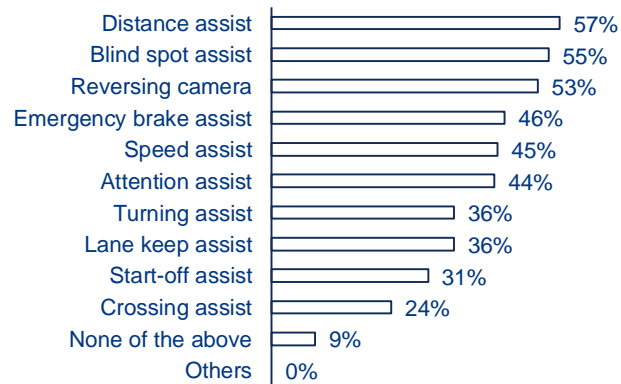 Distance assist 57%
Blind spot assist 55%
Reversing camera 53%
Emergency brake assist 46%
Speed assist 45%
Attention assist 44%
Turning assist 36%
Lane keep assist 36%
Start-off assist 31%
Crossing assist 24%
None of the above 9%
Others 0%